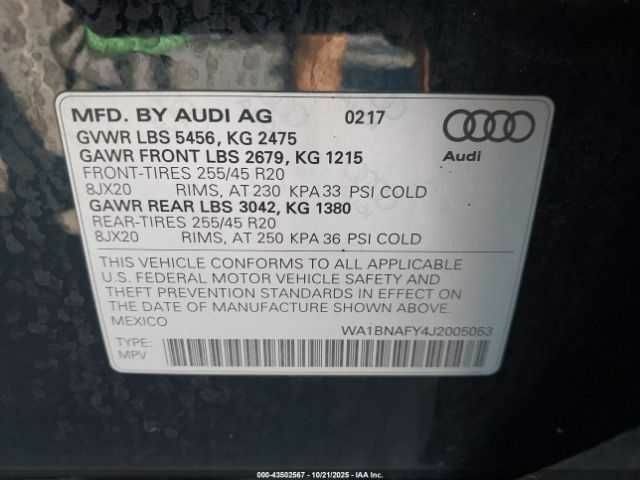 MFD. BY AUDI AG 0217
GVWR LBS 5456, KG 2475
GAWR FRONT LBS 2679, KG 1215
Audi
FRONT-TIRES 255/45 R20
8JX20 RIMS, AT 230 KPA 33 PSI COLD
GAWR REAR LBS 3042, KG 1380
REAR-TIRES 255/45 R20
8JX20 RIMS, AT 250 KPA 36 PSI COLD
THIS VEHICLE CONFORMS TO ALL APPLICABLE
U.S. FEDERAL MOTOR VEHICLE SAFETY AND
THEFT PREVENTION STANDARDS IN EFFECT ON
THE DATE OF MANUFACTURE SHOWN ABOVE.
MEXICO
WA1BNAFY4J2005053
TYPE:
MPV
000-43502567 - 10/21/2025 - IAA Inc.